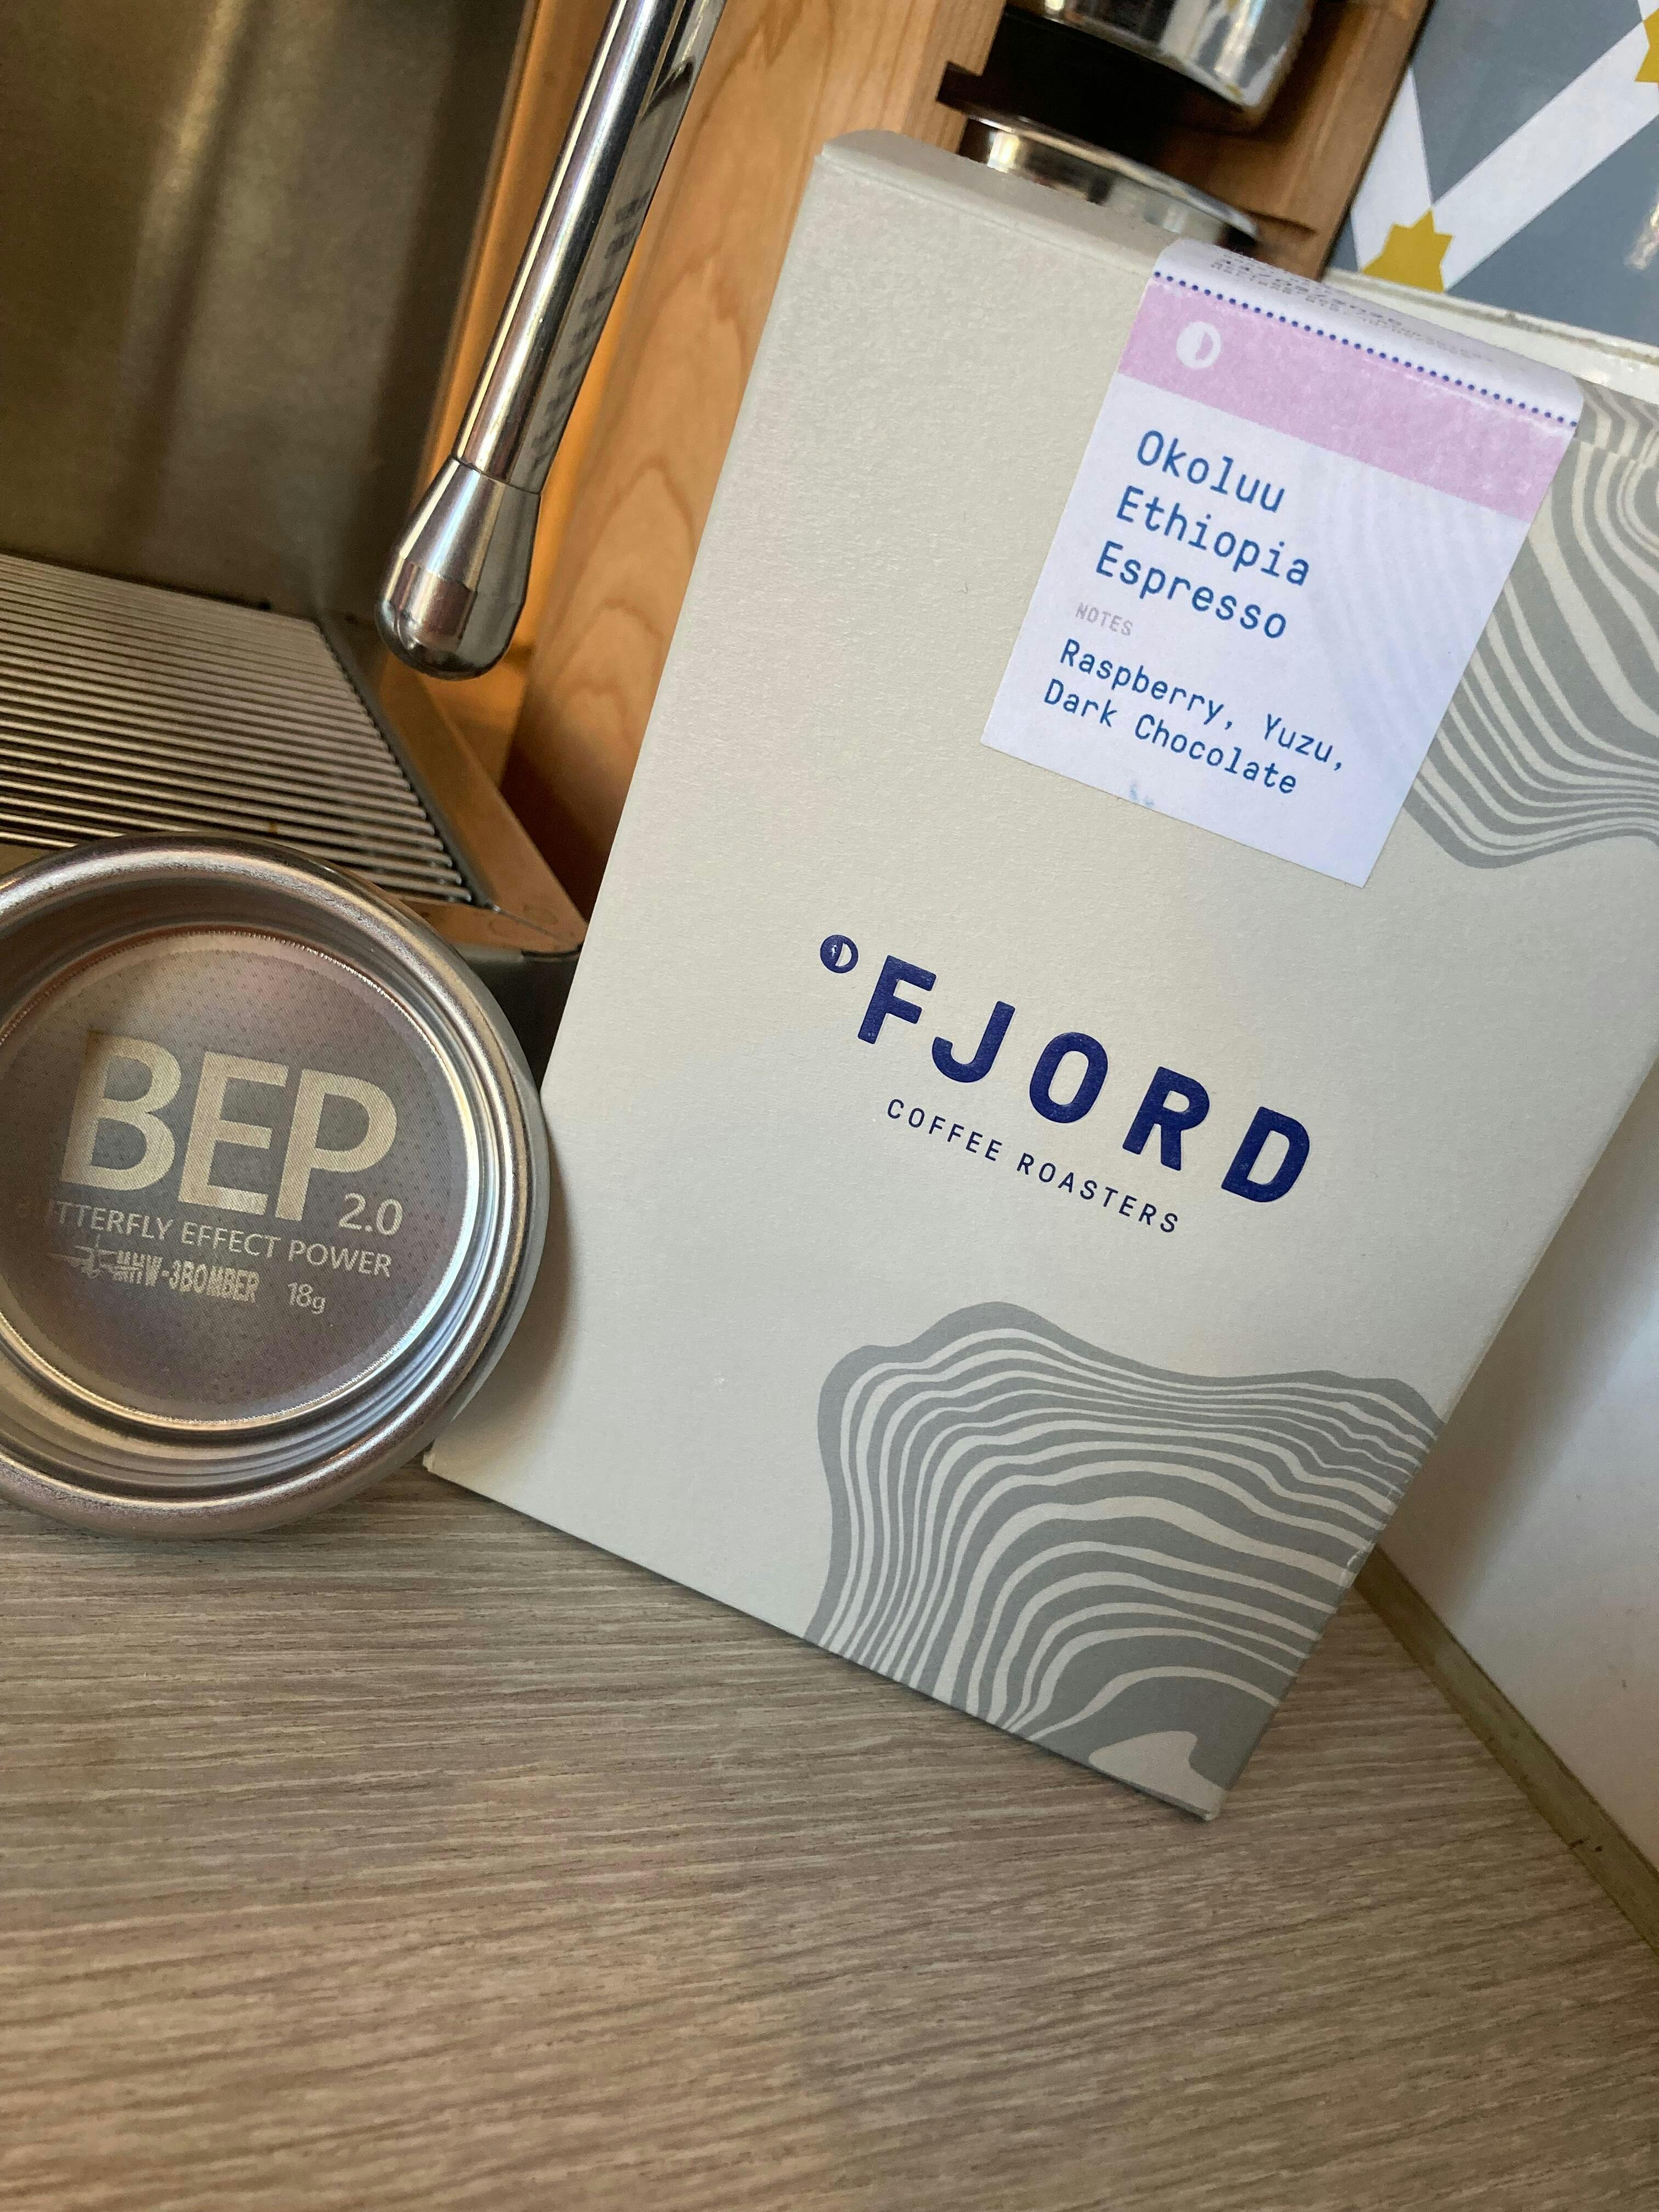 Okoluu
Ethiopia
Espresso
NOTES
Raspberry, Yuzu,
Dark Chocolate
FJORD
COFFEE ROASTERS
BEP
2.0
BUTTERFLY EFFECT POWER
MHW-3BOMBER 18g